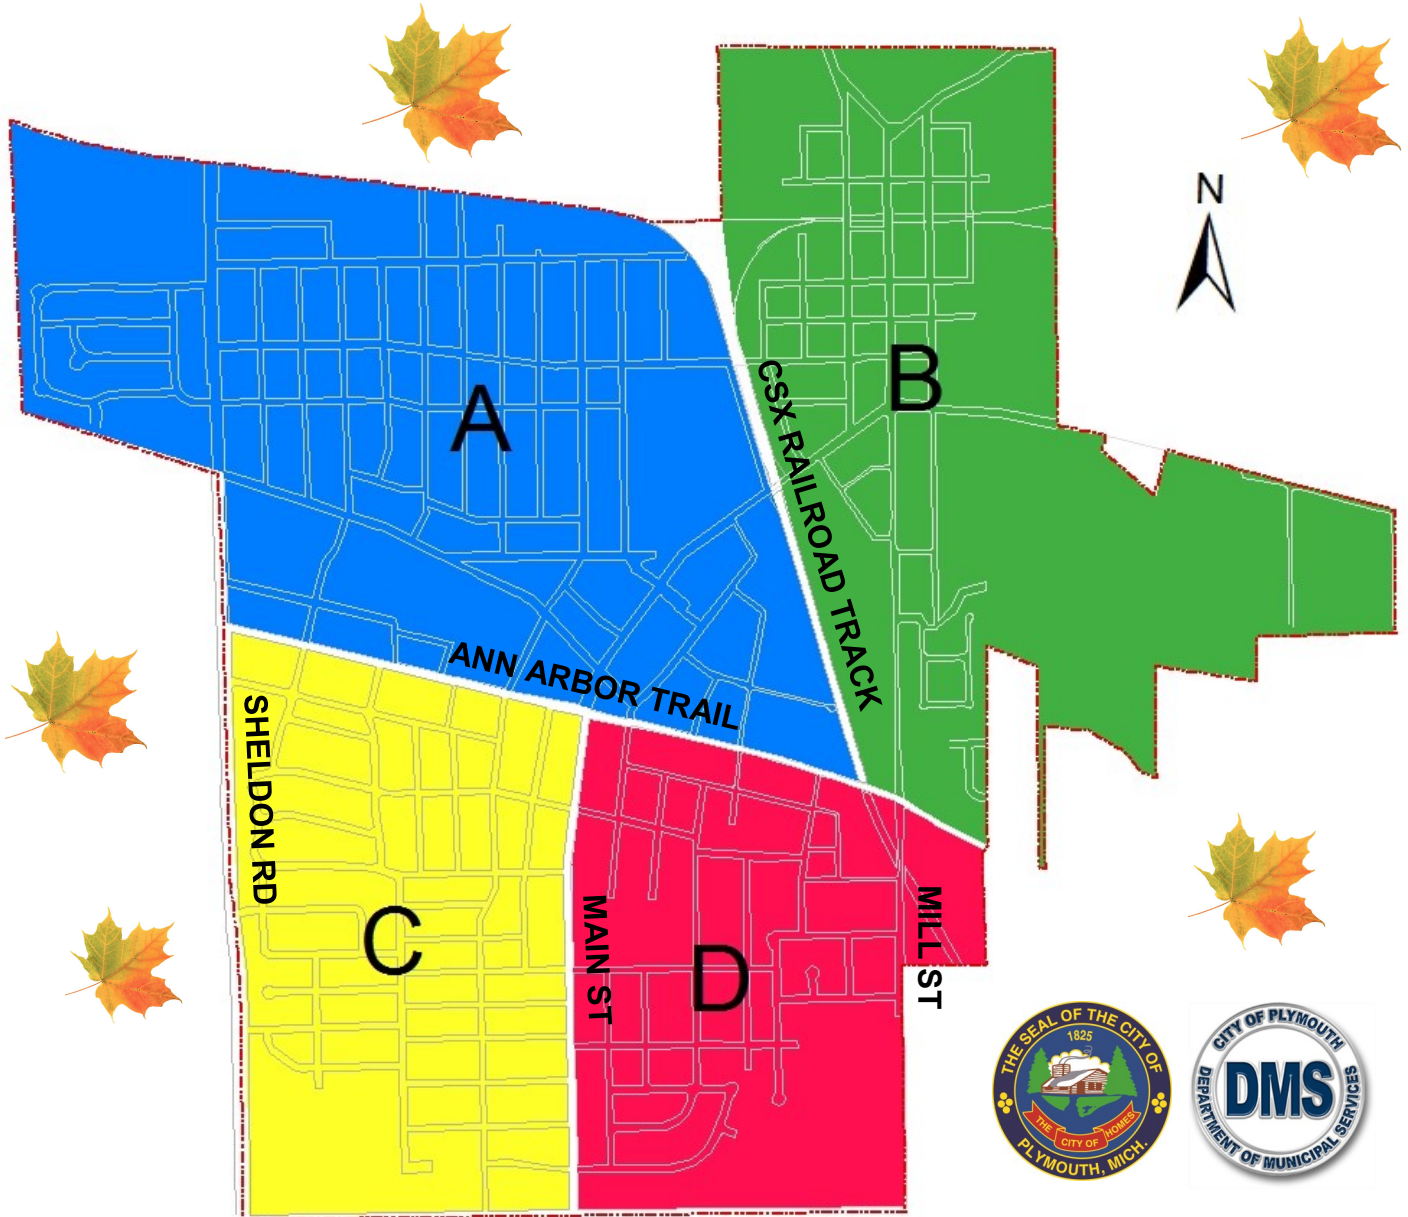 N
A
B
CSX RAILROAD TRACK
ANN ARBOR TRAIL
SHELDON RD
C
MAIN ST
D
MILL ST
THE SEAL OF THE CITY OF
1825
THE
CITY OF
HOMES
PLYMOUTH, MICH.
CITY OF PLYMOUTH
DMS
DEPARTMENT OF MUNICIPAL SERVICES